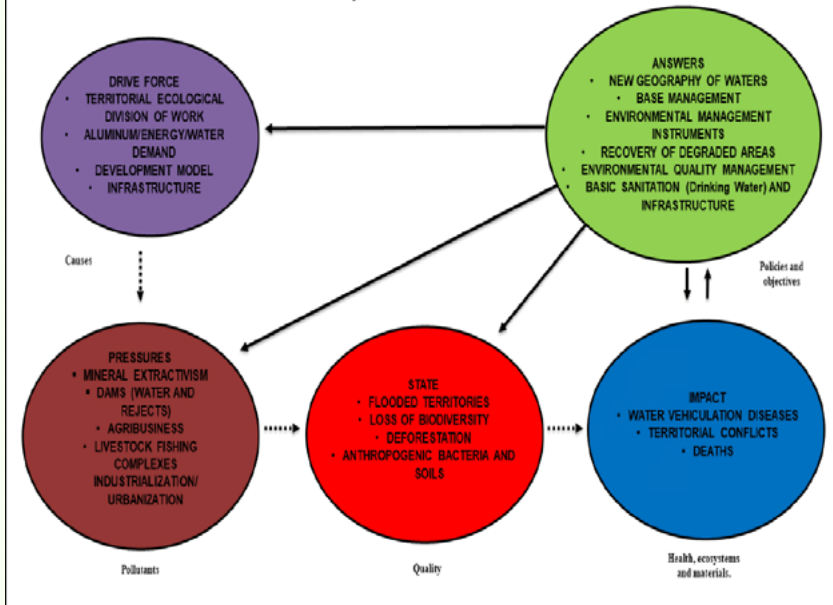 DRIVE FORCE
• TERRITORIAL ECOLOGICAL
DIVISION OF WORK
• ALUMINUM/ENERGY/WATER
DEMAND
• DEVELOPMENT MODEL
• INFRASTRUCTURE
ANSWERS
• NEW GEOGRAPHY OF WATERS
• BASE MANAGEMENT
• ENVIRONMENTAL MANAGEMENT
INSTRUMENTS
• RECOVERY OF DEGRADED AREAS
• ENVIRONMENTAL QUALITY MANAGEMENT
• BASIC SANITATION (Drinking Water) AND
INFRASTRUCTURE
Causes
Policies and
objectives
PRESSURES
▪ MINERAL EXTRACTIVISM
▪ DAMS (WATER AND
REJECTS)
• AGRIBUSINESS
• LIVESTOCK FISHING
COMPLEXES
INDUSTRIALIZATION/
URBANIZATION
STATE
• FLOODED TERRITORIES
• LOSS OF BIODIVERSITY
• DEFORESTATION
• ANTHROPOGENIC BACTERIA AND
SOILS
IMPACT
• WATER VEHICULATION DISEASES
• TERRITORIAL CONFLICTS
• DEATHS
Pollutants
Quality
Health, ecosystems
and materials.